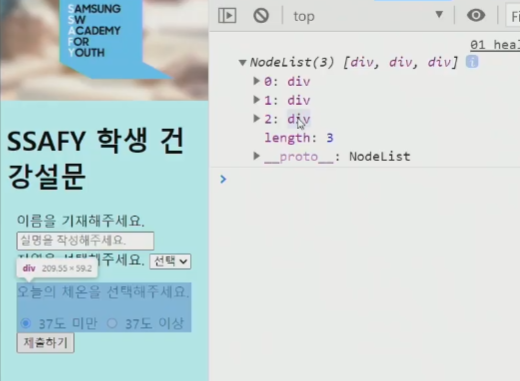 SAMSUNG
SW
ACADEMY
FOR
YOUTH
SSAFY 학생 건
강설문
이름을 기재해주세요.
실명을 작성해주세요.
선택해주세요. 선택
div 209.55 × 59.2
오늘의 체온을 선택해주세요.
37도 미만 37도 이상
제출하기
top
Fi
01 heal
NodeList(3) [div, div, div] i
0: div
1: div
2: div
length: 3
__proto__: NodeList